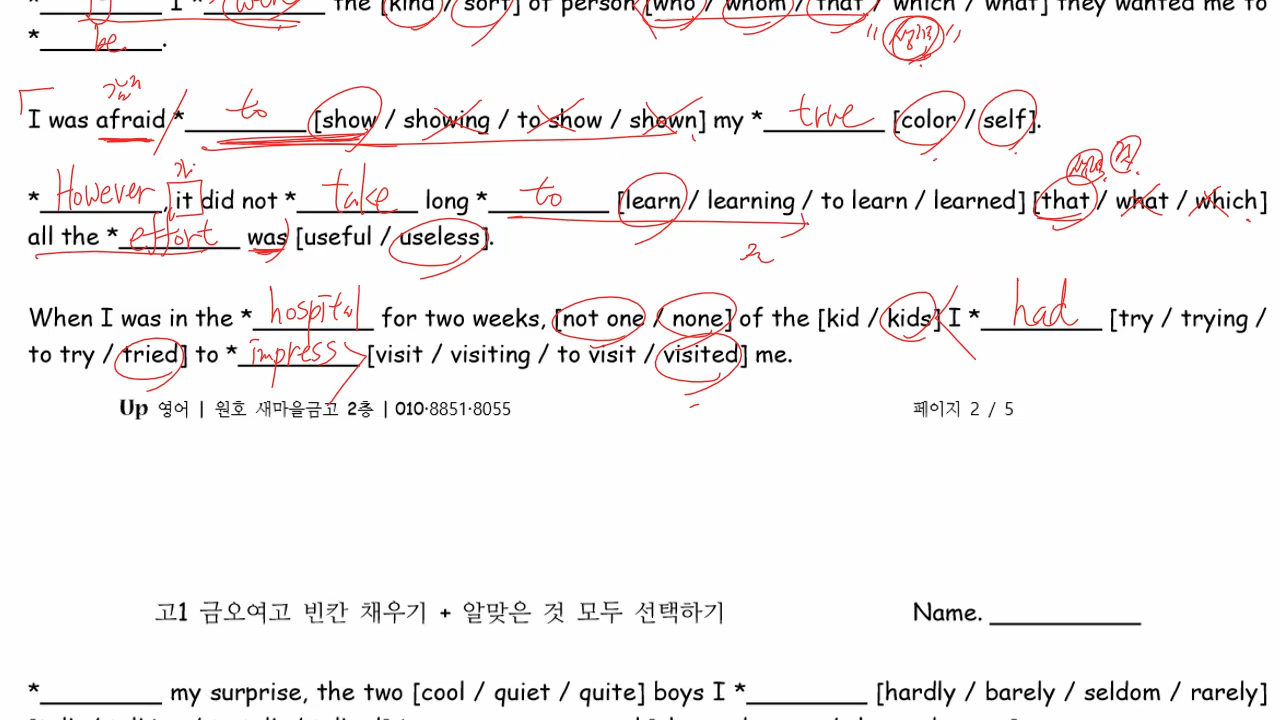 I * were the [kind / sort] of person [who / whom / that / which / what] they wanted me to
* be.
I was afraid * to [show / showing / to show / shown] my * true [color / self].
* However, it did not * take long * to [learn / learning / to learn / learned] [that / what / which]
all the * effort was [useful / useless].
When I was in the * hospital for two weeks, [not one / none] of the [kid / kids] I * had [try / trying /
to try / tried] to * impress [visit / visiting / to visit / visited] me.
Up 영어 | 원호 새마을금고 2층 | 010-8851-8055 페이지 2 / 5
고1 금오여고 빈칸 채우기 + 알맞은 것 모두 선택하기 Name. __________
*__________ my surprise, the two [cool / quiet / quite] boys I *__________ [hardly / barely / seldom / rarely]